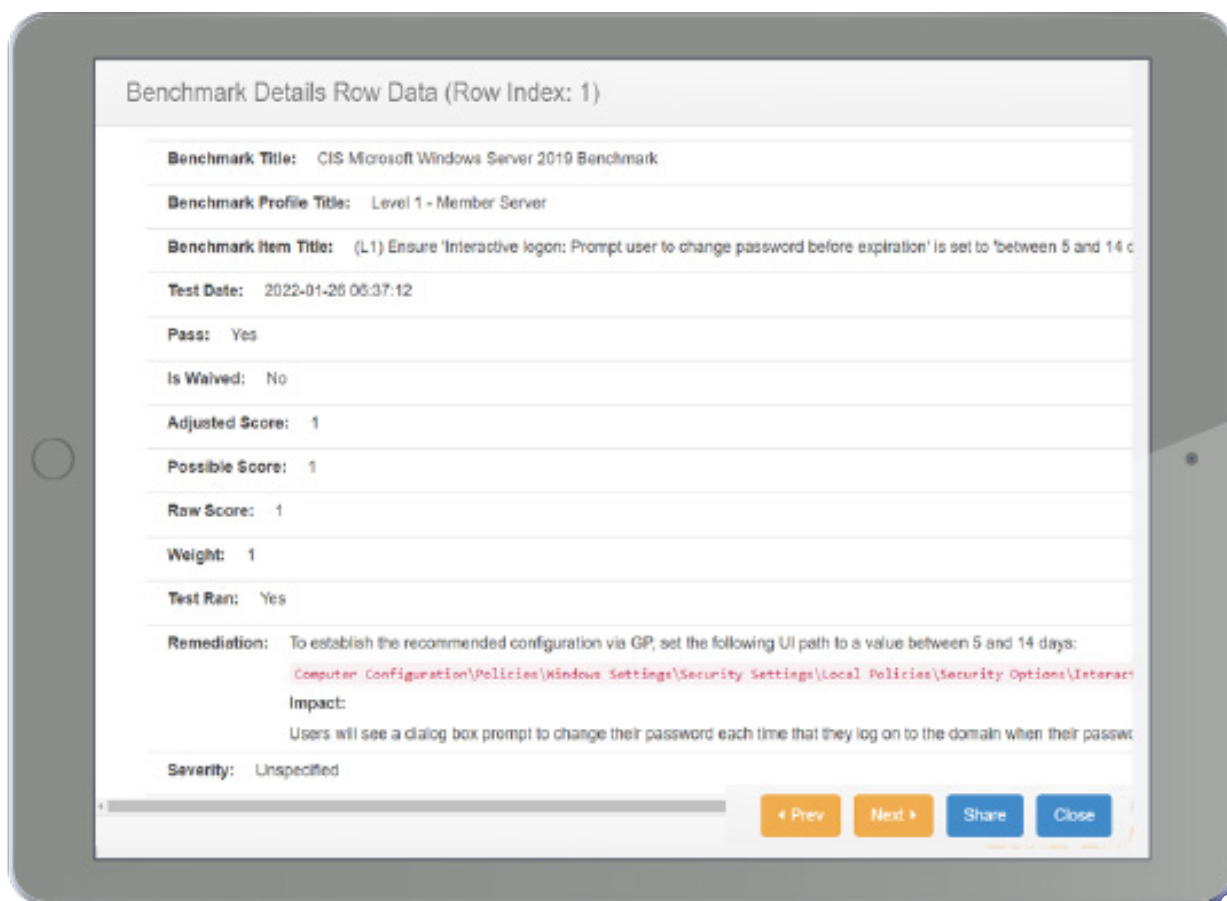 Benchmark Details Row Data (Row Index: 1)
Benchmark Title: CIS Microsoft Windows Server 2019 Benchmark
Benchmark Profile Title: Level 1 - Member Server
Benchmark Item Title: (L1) Ensure 'Interactive logon: Prompt user to change password before expiration' is set to 'between 5 and 14 d
Test Date: 2022-01-26 06:37:12
Pass: Yes
Is Waived: No
Adjusted Score: 1
Possible Score: 1
Raw Score: 1
Weight: 1
Test Ran: Yes
Remediation: To establish the recommended configuration via GP, set the following UI path to a value between 5 and 14 days:
Computer Configuration\Policies\Windows Settings\Security Settings\Local Policies\Security Options\Interact
Impact:
Users will see a dialog box prompt to change their password each time that they log on to the domain when their passwo
Severity: Unspecified
Prev Next Share Close